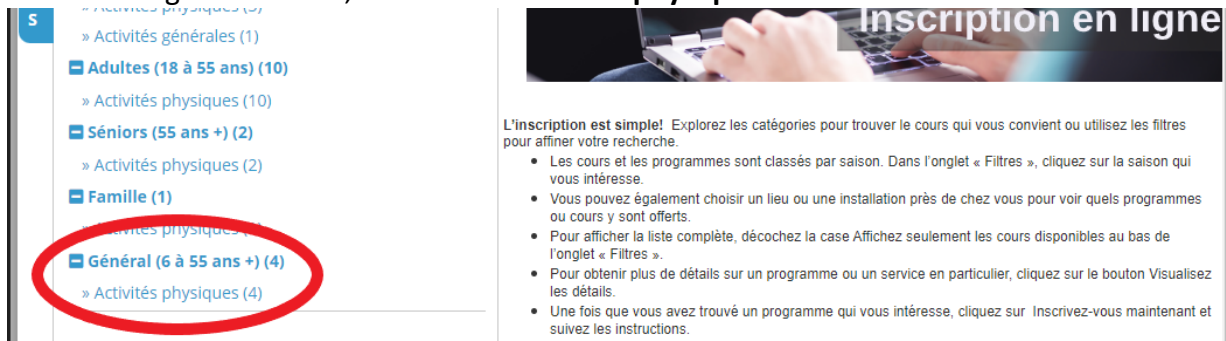 S
» Activités générales (1)
Adultes (18 à 55 ans) (10)
» Activités physiques (10)
Séniors (55 ans +) (2)
» Activités physiques (2)
Famille (1)
» Activités physiques
Général (6 à 55 ans +) (4)
» Activités physiques (4)
Inscription en ligne
L'inscription est simple! Explorez les catégories pour trouver le cours qui vous convient ou utilisez les filtres
pour affiner votre recherche.
• Les cours et les programmes sont classés par saison. Dans l'onglet « Filtres », cliquez sur la saison qui
vous intéresse.
• Vous pouvez également choisir un lieu ou une installation près de chez vous pour voir quels programmes
ou cours y sont offerts.
• Pour afficher la liste complète, décochez la case Affichez seulement les cours disponibles au bas de
l'onglet « Filtres ».
• Pour obtenir plus de détails sur un programme ou un service en particulier, cliquez sur le bouton Visualisez
les détails.
• Une fois que vous avez trouvé un programme qui vous intéresse, cliquez sur Inscrivez-vous maintenant et
suivez les instructions.